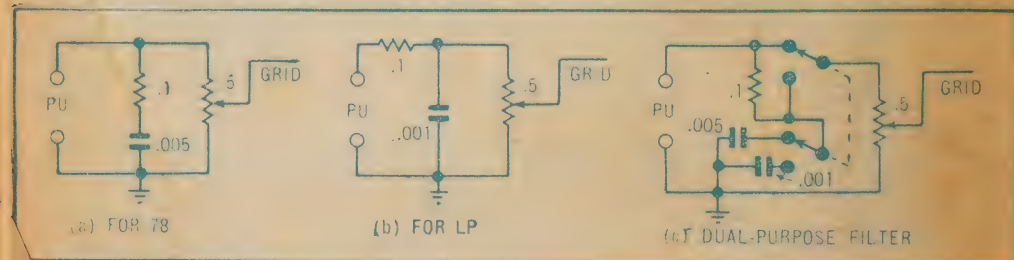 PU
.1
.005
.5
GRID
(a) FOR 78
PU
.1
.001
.5
GRID
(b) FOR LP
PU
.1
.005
.001
.5
GRID
(c) DUAL-PURPOSE FILTER